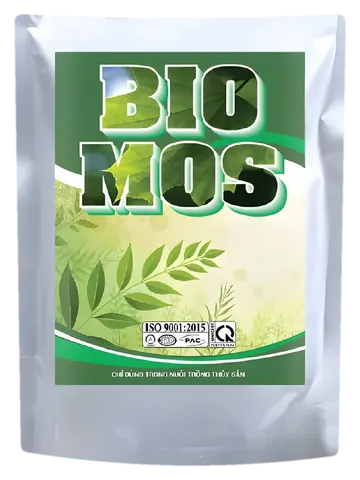 BIO
MOS
ISO 9001:2015
PAC
CHỈ DÙNG TRONG NUÔI TRỒNG THỦY SẢN